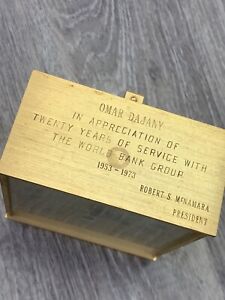 OMAR DAJANY
IN APPRECIATION OF
TWENTY YEARS OF SERVICE WITH
THE WORLD BANK GROUP
1953-1973
ROBERT S. MCNAMARA
PRESIDENT